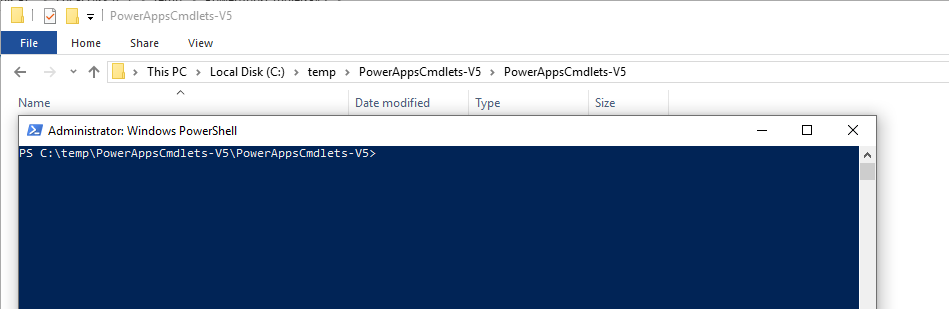 PowerAppsCmdlets-V5
File Home Share View
This PC > Local Disk (C:) > temp > PowerAppsCmdlets-V5 > PowerAppsCmdlets-V5
Name Date modified Type Size
Administrator: Windows PowerShell
PS C:\temp\PowerAppsCmdlets-V5\PowerAppsCmdlets-V5>